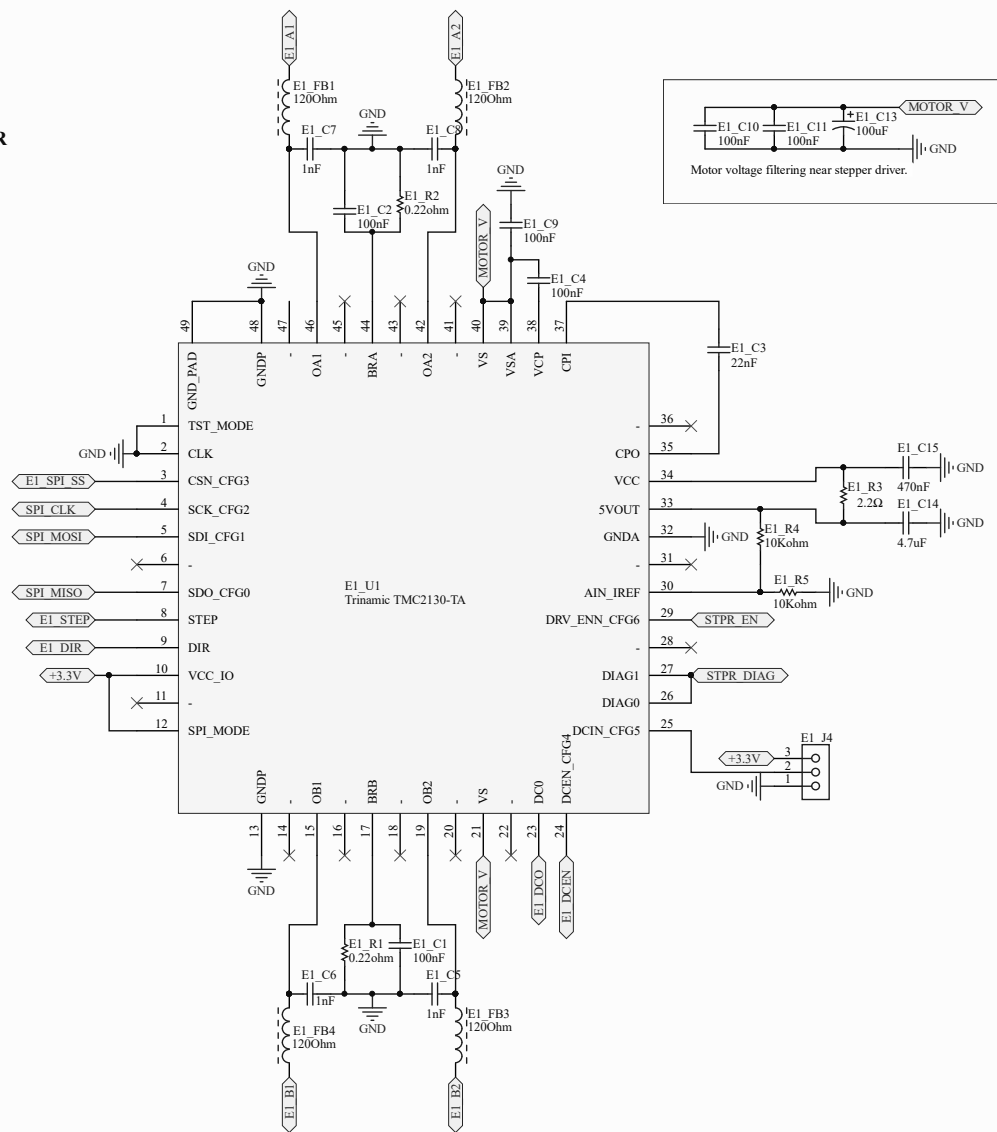 E1_A1
E1_A2
E1_FB1
120Ohm
E1_FB2
120Ohm
GND
E1_C7
1nF
E1_C8
1nF
R
E1_C2
100nF
E1_R2
0.22ohm
E1_C10
100nF
E1_C11
100nF
E1_C13
100uF
MOTOR_V
GND
Motor voltage filtering near stepper driver.
GND
MOTOR_V
E1_C9
100nF
E1_C4
100nF
GND
49
48
47
46
45
44
43
42
41
40
39
38
37
GND_PAD
GNDP
-
OA1
-
BRA
-
OA2
-
VS
VSA
VCP
CPI
E1_C3
22nF
GND
1 TST_MODE
2 CLK
E1_SPI_SS 3 CSN_CFG3
SPI_CLK 4 SCK_CFG2
SPI_MOSI 5 SDI_CFG1
6 -
SPI_MISO 7 SDO_CFG0
E1_STEP 8 STEP
E1_DIR 9 DIR
+3.3V 10 VCC_IO
11 -
12 SPI_MODE
E1_U1
Trinamic TMC2130-TA
- 36
CPO 35
VCC 34
5VOUT 33
GNDA 32
- 31
AIN_IREF 30
DRV_ENN_CFG6 29 STPR_EN
- 28
DIAG1 27 STPR_DIAG
DIAG0 26
DCIN_CFG5 25
E1_C15
470nF
GND
E1_R3
2.2Ω
E1_C14
4.7uF
GND
GND
E1_R4
10Kohm
E1_R5
10Kohm
GND
E1_J4
+3.3V 3
2
GND 1
GNDP
-
OB1
-
BRB
-
OB2
-
VS
-
DC0
DCEN_CFG4
13
14
15
16
17
18
19
20
21
22
23
24
GND
MOTOR_V
E1_DCO
E1_DCEN
E1_R1
0.22ohm
E1_C1
100nF
E1_C6
1nF
E1_C5
1nF
GND
E1_FB4
120Ohm
E1_FB3
120Ohm
E1_B1
E1_B2